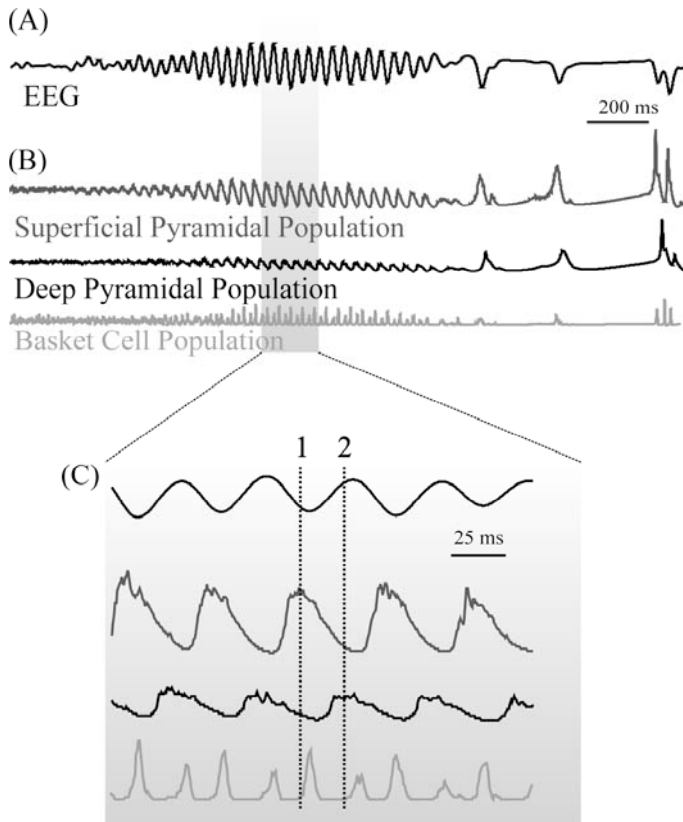 (A)
EEG
200 ms
(B)
Superficial Pyramidal Population
Deep Pyramidal Population
Basket Cell Population
1 2
(C)
25 ms